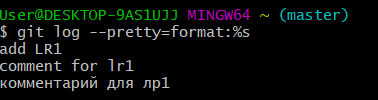 User@DESKTOP-9AS1UJJ MINGW64 ~ (master)
$ git log --pretty=format:%s
add LR1
comment for lr1
комментарий для лр1